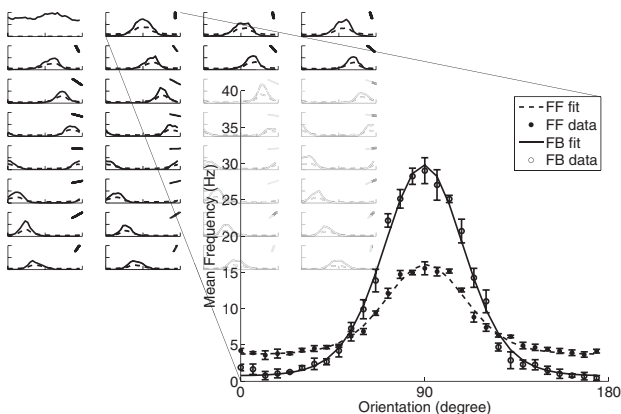 FF fit
FF data
FB fit
FB data
Mean Frequency (Hz)
40
35
30
25
20
15
10
5
0
0
90
180
Orientation (degree)